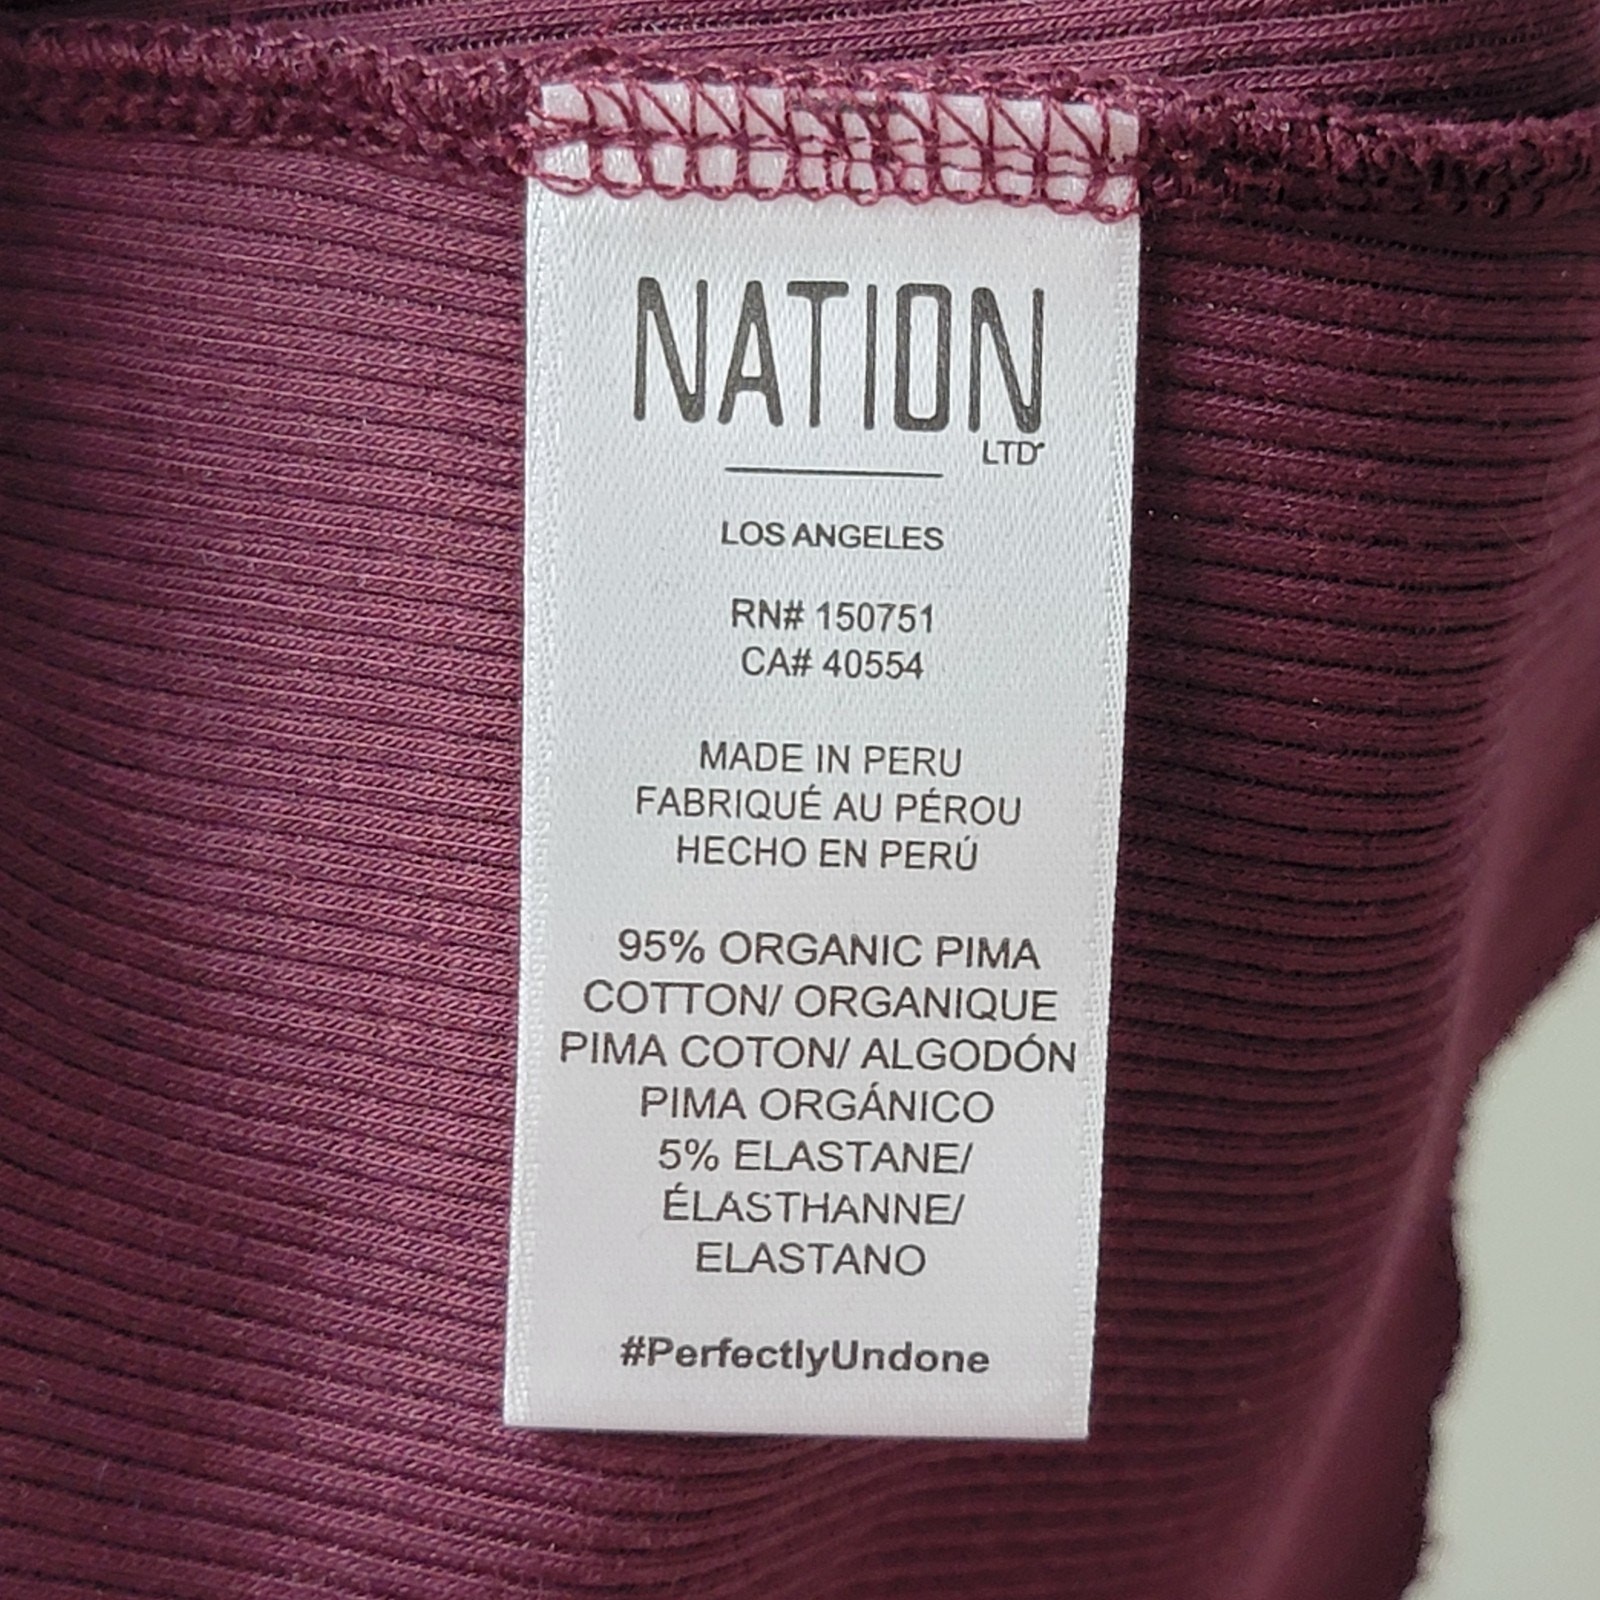 NATION
LTD
LOS ANGELES
RN# 150751
CA# 40554
MADE IN PERU
FABRIQUÉ AU PÉROU
HECHO EN PERÚ
95% ORGANIC PIMA
COTTON/ ORGANIQUE
PIMA COTON/ ALGODÓN
PIMA ORGÁNICO
5% ELASTANE/
ÉLASTHANNE/
ELASTANO
#PerfectlyUndone